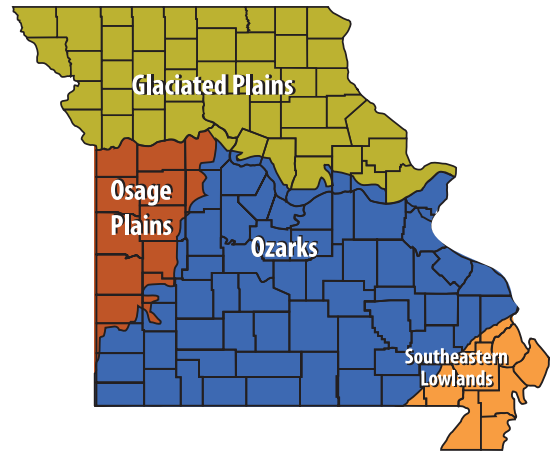 Glaciated Plains
Osage
Plains
Ozarks
Southeastern
Lowlands